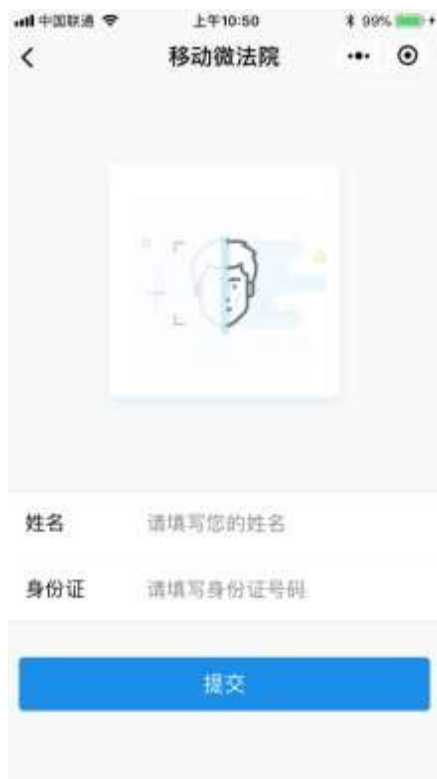 中国联通 上午10:50 99%
移动微法院
姓名 请填写您的姓名
身份证 请填写身份证号码
提交